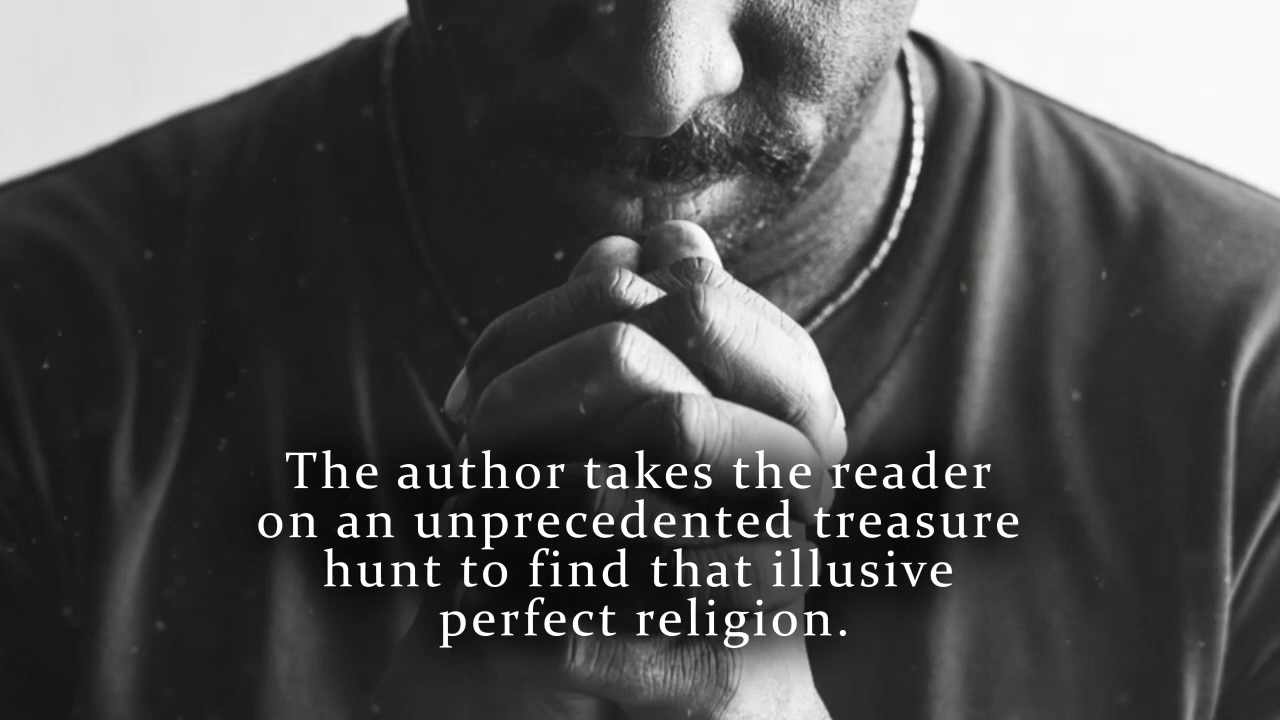 The author takes the reader
on an unprecedented treasure
hunt to find that illusive
perfect religion.